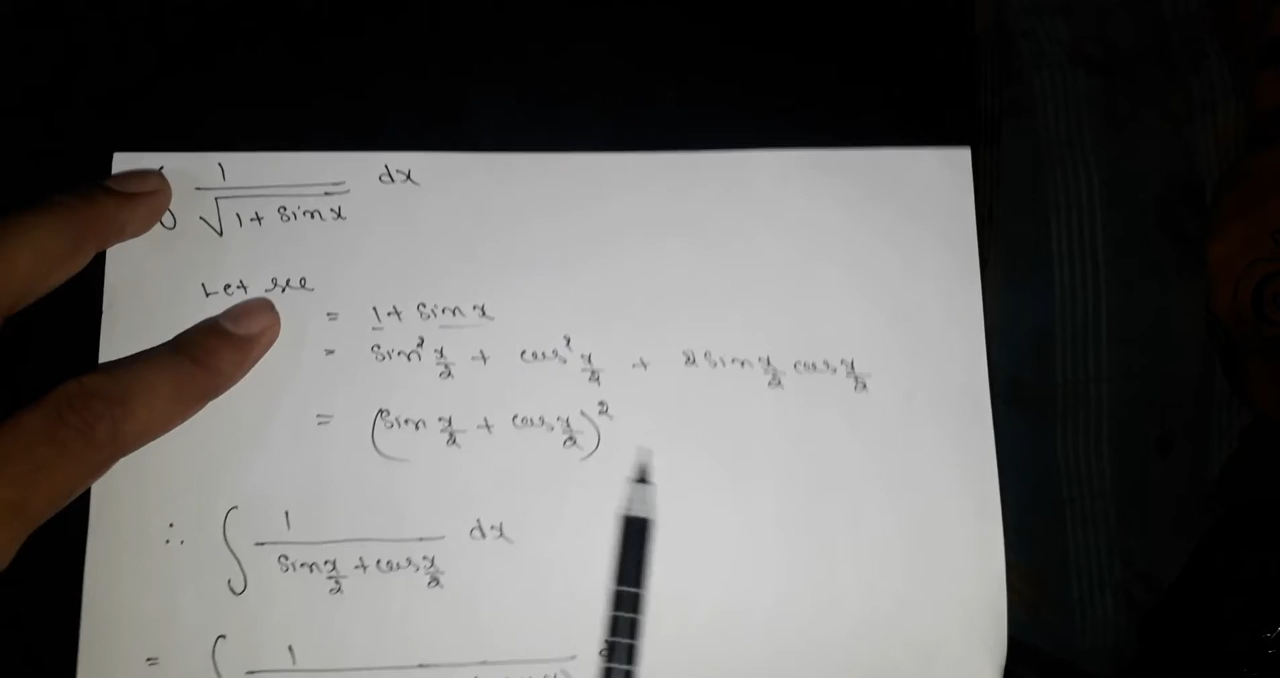 ∫ 1/√(1 + sin x) dx
Let see
= 1 + sin x
= sin² x/2 + cos² x/2 + 2 sin x/2 cos x/2
= (sin x/2 + cos x/2)²
∴ ∫ 1/(sin x/2 + cos x/2) dx
= ∫ 1